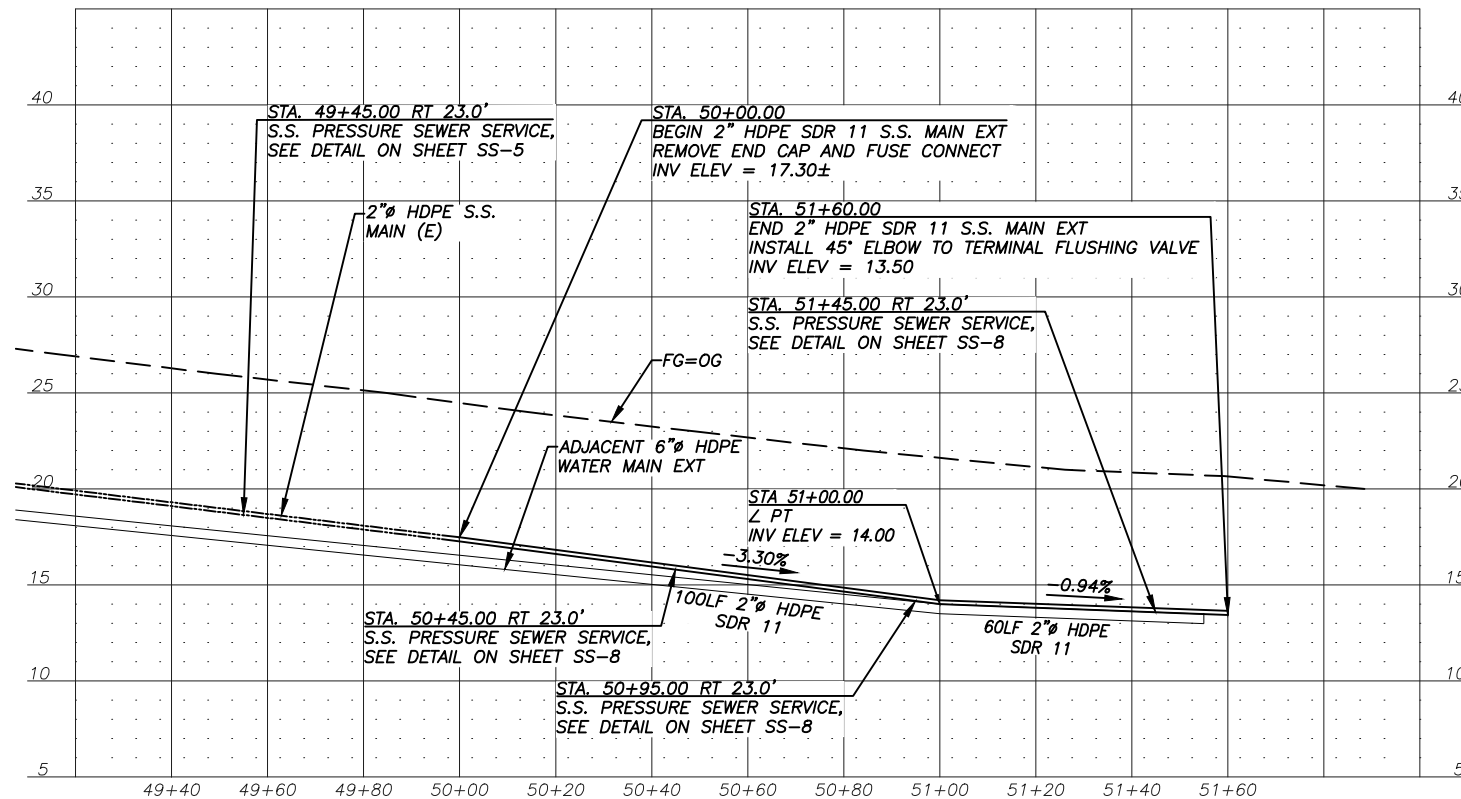 40
35
30
25
20
15
10
5
STA. 49+45.00 RT 23.0'
S.S. PRESSURE SEWER SERVICE,
SEE DETAIL ON SHEET SS-5
2"ø HDPE S.S.
MAIN (E)
STA. 50+00.00
BEGIN 2" HDPE SDR 11 S.S. MAIN EXT
REMOVE END CAP AND FUSE CONNECT
INV ELEV = 17.30±
STA. 51+60.00
END 2" HDPE SDR 11 S.S. MAIN EXT
INSTALL 45° ELBOW TO TERMINAL FLUSHING VALVE
INV ELEV = 13.50
STA. 51+45.00 RT 23.0'
S.S. PRESSURE SEWER SERVICE,
SEE DETAIL ON SHEET SS-8
FG=OG
ADJACENT 6"ø HDPE
WATER MAIN EXT
STA 51+00.00
∠ PT
INV ELEV = 14.00
-3.30%
-0.94%
100LF 2"ø HDPE
SDR 11
60LF 2"ø HDPE
SDR 11
STA. 50+45.00 RT 23.0'
S.S. PRESSURE SEWER SERVICE,
SEE DETAIL ON SHEET SS-8
STA. 50+95.00 RT 23.0'
S.S. PRESSURE SEWER SERVICE,
SEE DETAIL ON SHEET SS-8
49+40 49+60 49+80 50+00 50+20 50+40 50+60 50+80 51+00 51+20 51+40 51+60